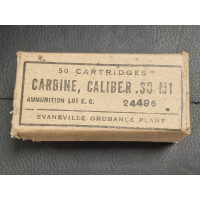 50 CARTRIDGES
CARBINE, CALIBER .30 M1
AMMUNITION LOT E.C. 24496
EVANSVILLE ORDNANCE PLANT